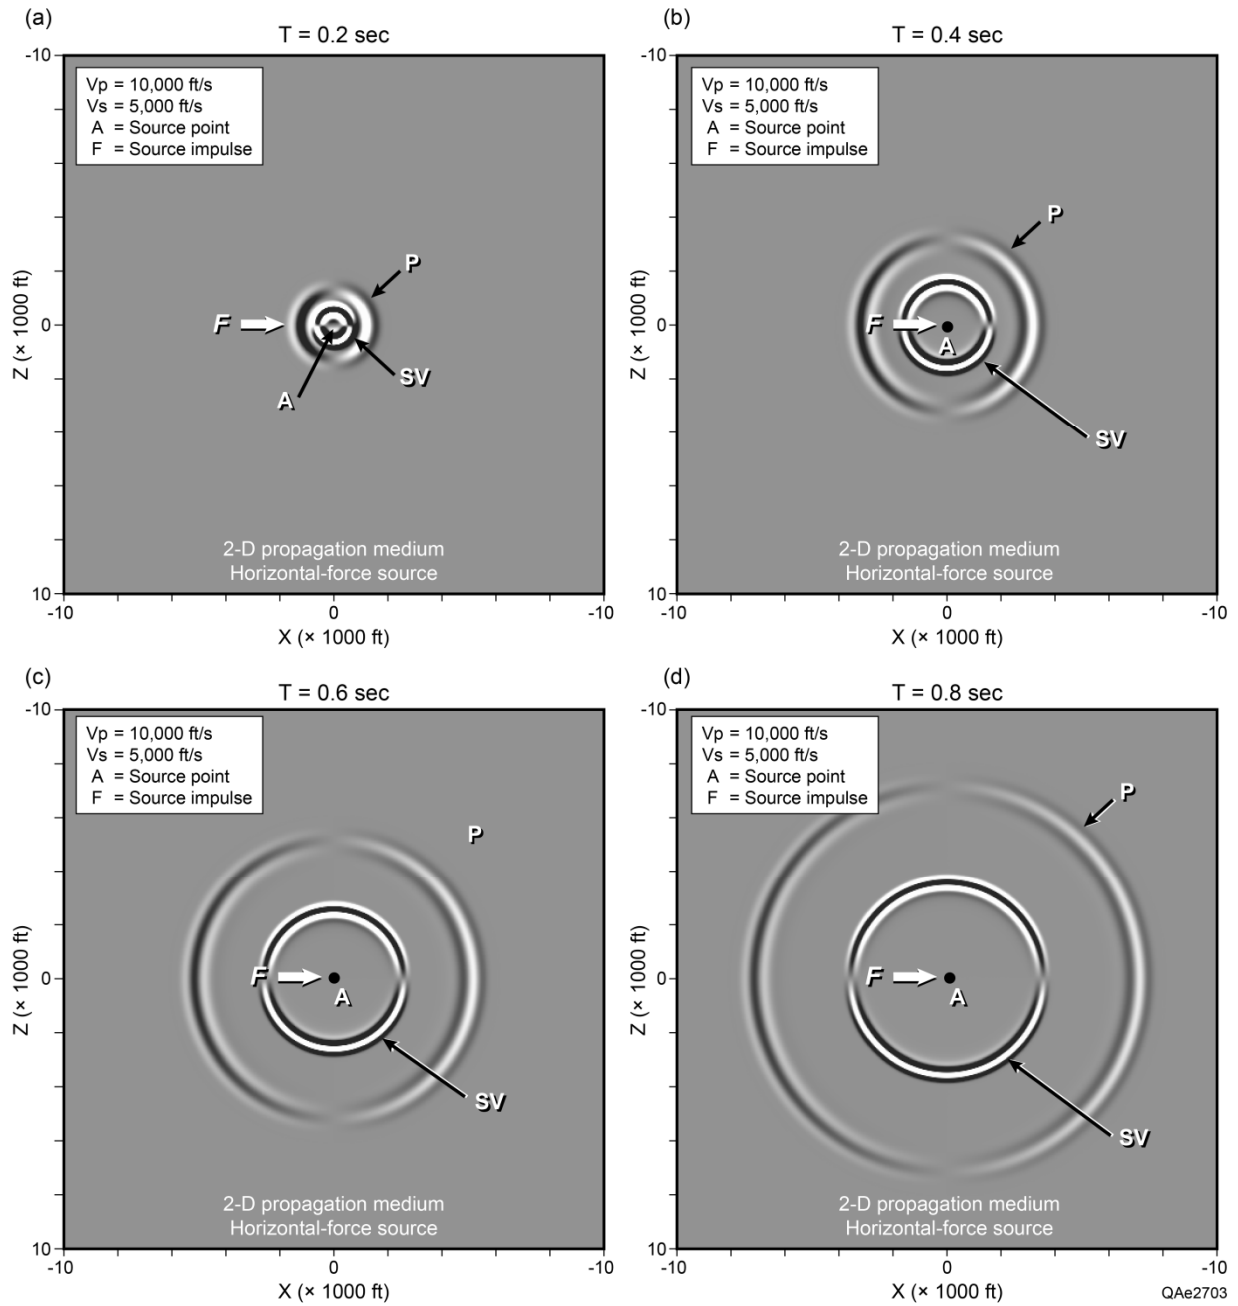 (a)
T = 0.2 sec
-10
Vp = 10,000 ft/s
Vs = 5,000 ft/s
A = Source point
F = Source impulse
P
Z (× 1000 ft)
0
F
SV
A
2-D propagation medium
Horizontal-force source
10
-10 0 -10
X (× 1000 ft)
(b)
T = 0.4 sec
-10
Vp = 10,000 ft/s
Vs = 5,000 ft/s
A = Source point
F = Source impulse
P
Z (× 1000 ft)
0
F
A
SV
2-D propagation medium
Horizontal-force source
10
-10 0 -10
X (× 1000 ft)
(c)
T = 0.6 sec
-10
Vp = 10,000 ft/s
Vs = 5,000 ft/s
A = Source point
F = Source impulse
P
Z (× 1000 ft)
0
F
A
SV
2-D propagation medium
Horizontal-force source
10
-10 0 -10
X (× 1000 ft)
(d)
T = 0.8 sec
-10
Vp = 10,000 ft/s
Vs = 5,000 ft/s
A = Source point
F = Source impulse
P
Z (× 1000 ft)
0
F
A
SV
2-D propagation medium
Horizontal-force source
10
-10 0 -10
X (× 1000 ft)
QAe2703